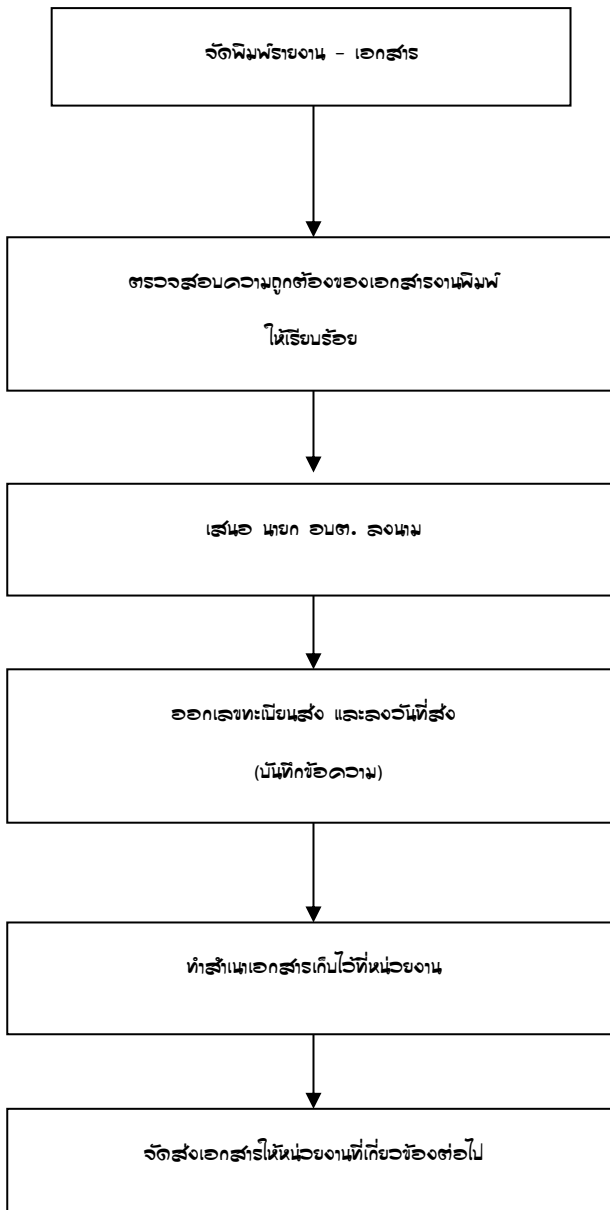 จัดพิมพ์รายงาน - เอกสาร
ตรวจสอบความถูกต้องของเอกสารงานพิมพ์
ให้เรียบร้อย
เสนอ นายก อบต. ลงนาม
ออกเลขทะเบียนส่ง และลงวันที่ส่ง
(บันทึกข้อความ)
ทำสำเนาเอกสารเก็บไว้ที่หน่วยงาน
จัดส่งเอกสารให้หน่วยงานที่เกี่ยวข้องต่อไป